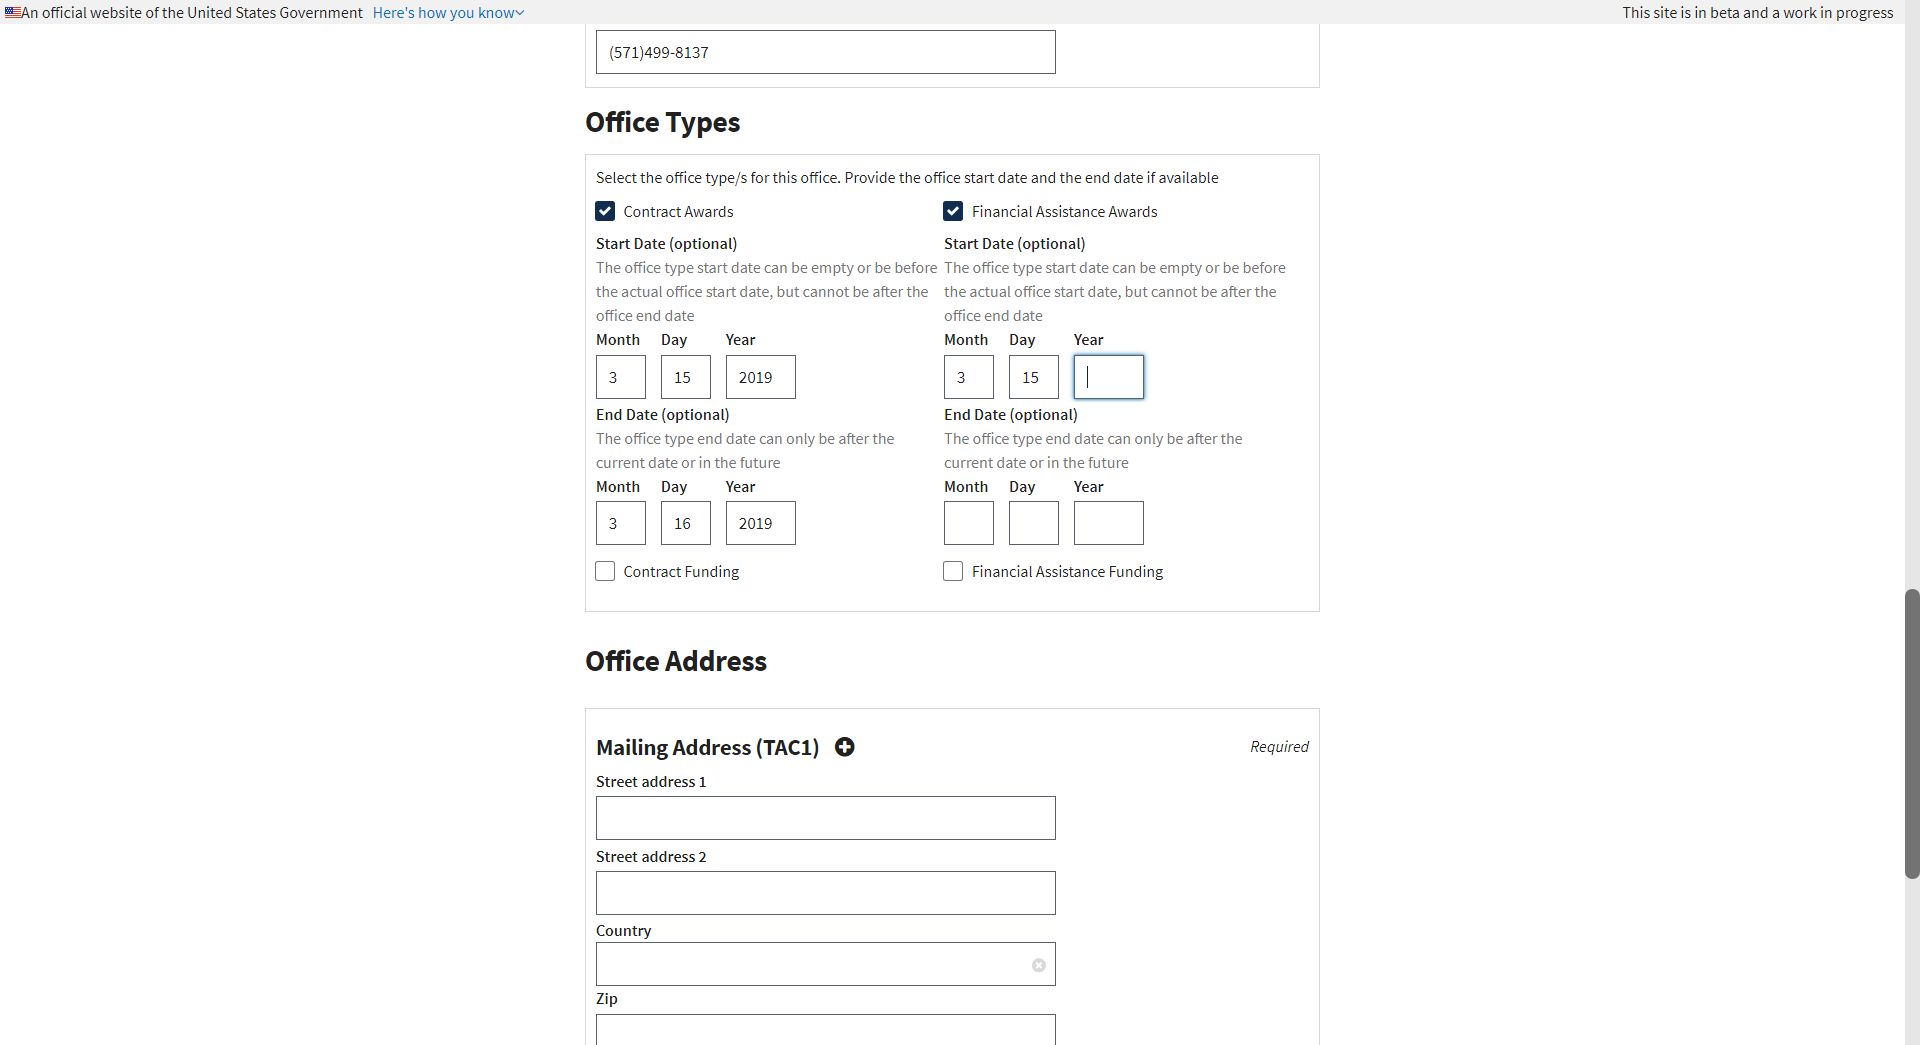 An official website of the United States Government Here's how you know
This site is in beta and a work in progress
(571)499-8137
Office Types
Select the office type/s for this office. Provide the office start date and the end date if available
Contract Awards
Start Date (optional)
The office type start date can be empty or be before
the actual office start date, but cannot be after the
office end date
Month Day Year
3 15 2019
End Date (optional)
The office type end date can only be after the
current date or in the future
Month Day Year
3 16 2019
Contract Funding
Financial Assistance Awards
Start Date (optional)
The office type start date can be empty or be before
the actual office start date, but cannot be after the
office end date
Month Day Year
3 15
End Date (optional)
The office type end date can only be after the
current date or in the future
Month Day Year
Financial Assistance Funding
Office Address
Mailing Address (TAC1)
Required
Street address 1
Street address 2
Country
Zip